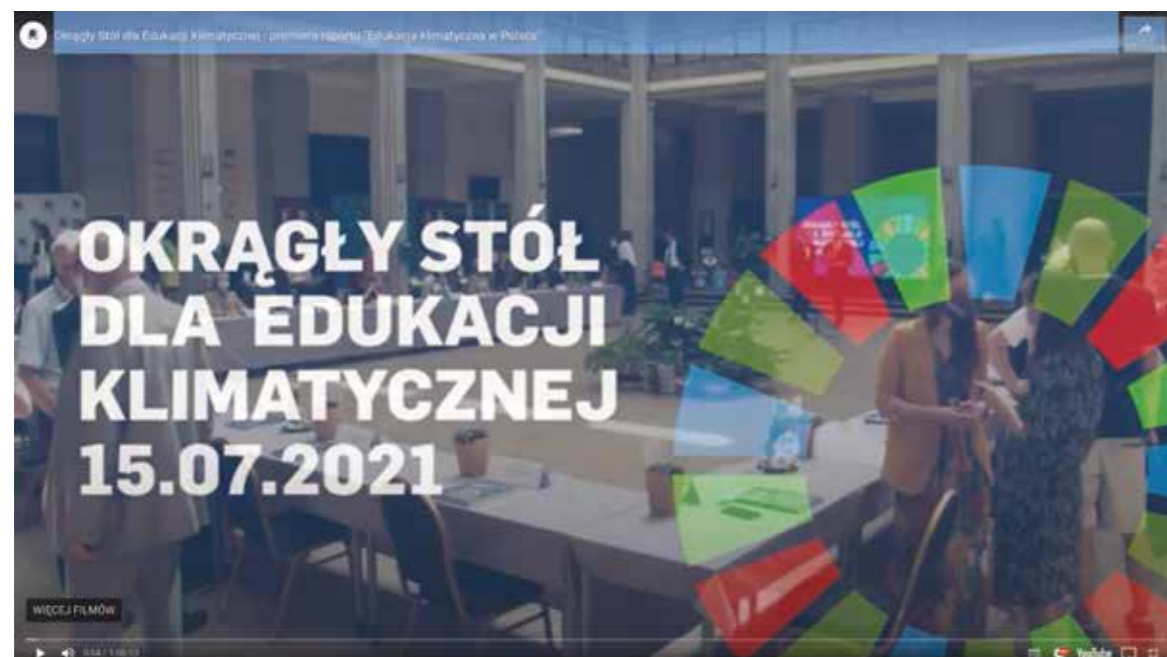 Okrągły Stół dla Edukacji Klimatycznej - premiera raportu "Edukacja klimatyczna w Polsce"
OKRĄGŁY STÓŁ
DLA EDUKACJI
KLIMATYCZNEJ
15.07.2021
WIĘCEJ FILMÓW
YouTube